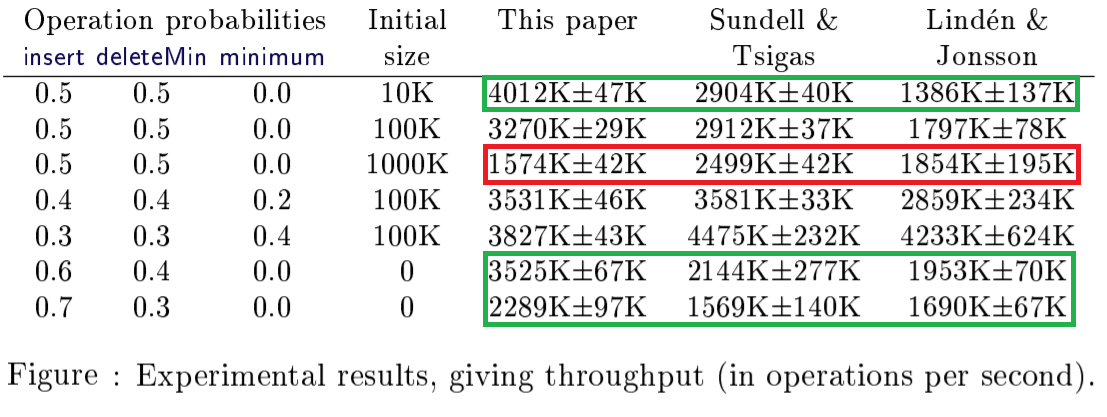 Operation probabilities Initial This paper Sundell & Lindén &
insert deleteMin minimum size Tsigas Jonsson
0.5 0.5 0.0 10K 4012K±47K 2904K±40K 1386K±137K
0.5 0.5 0.0 100K 3270K±29K 2912K±37K 1797K±78K
0.5 0.5 0.0 1000K 1574K±42K 2499K±42K 1854K±195K
0.4 0.4 0.2 100K 3531K±46K 3581K±33K 2859K±234K
0.3 0.3 0.4 100K 3827K±43K 4475K±232K 4233K±624K
0.6 0.4 0.0 0 3525K±67K 2144K±277K 1953K±70K
0.7 0.3 0.0 0 2289K±97K 1569K±140K 1690K±67K
Figure : Experimental results, giving throughput (in operations per second).